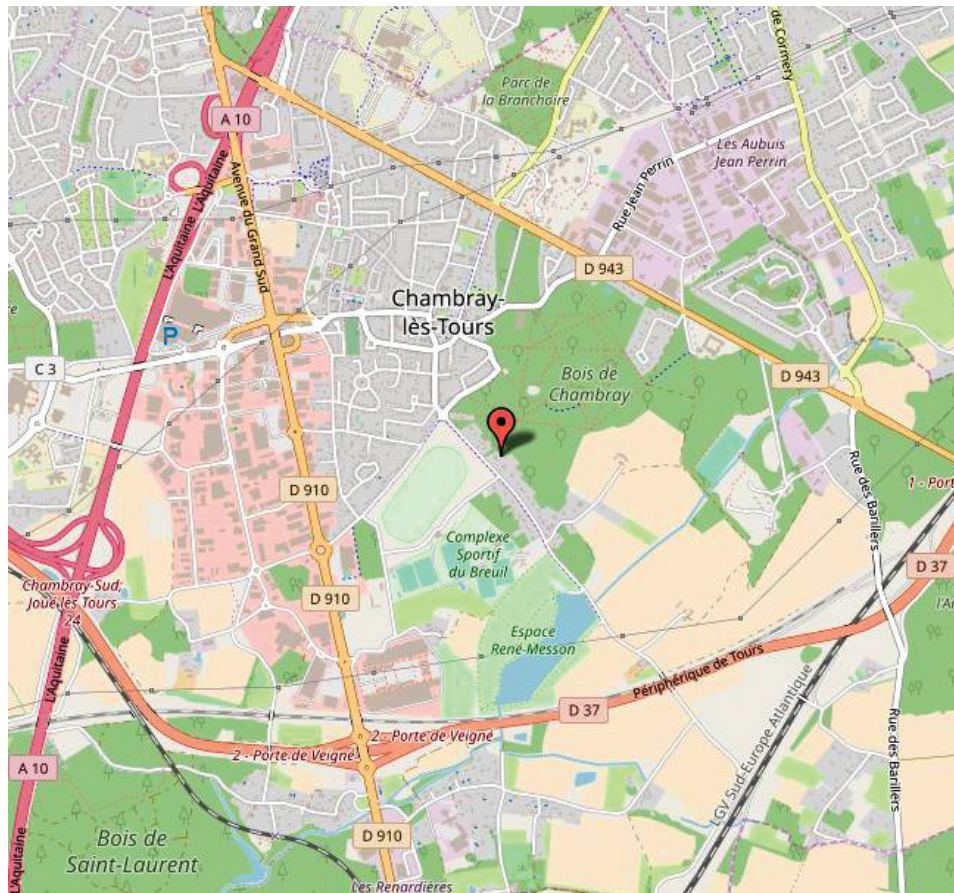 de Cormery
Parc de
la Branchoire
A 10
Les Aubuis
Jean Perrin
Rue Jean Perrin
L'Aquitaine
L'Aquitaine
Avenue du Grand Sud
D 943
Chambray-
lès-Tours
P
C 3
Bois de
Chambray
D 943
Rue des Barillers
D 910
1 - Port
Complexe
Sportif
du Breuil
D 37
Chambray-Sud;
Joué lès Tours
24
D 910
Espace
René-Messon
L'Aquitaine
Périphérique de Tours
D 37
LGV Sud-Europe Atlantique
2 - Porte de Veigné
2 - Porte de Veigné
Rue des Barillers
A 10
D 910
Bois de
Saint-Laurent
L'Aquitaine
Les Renardières